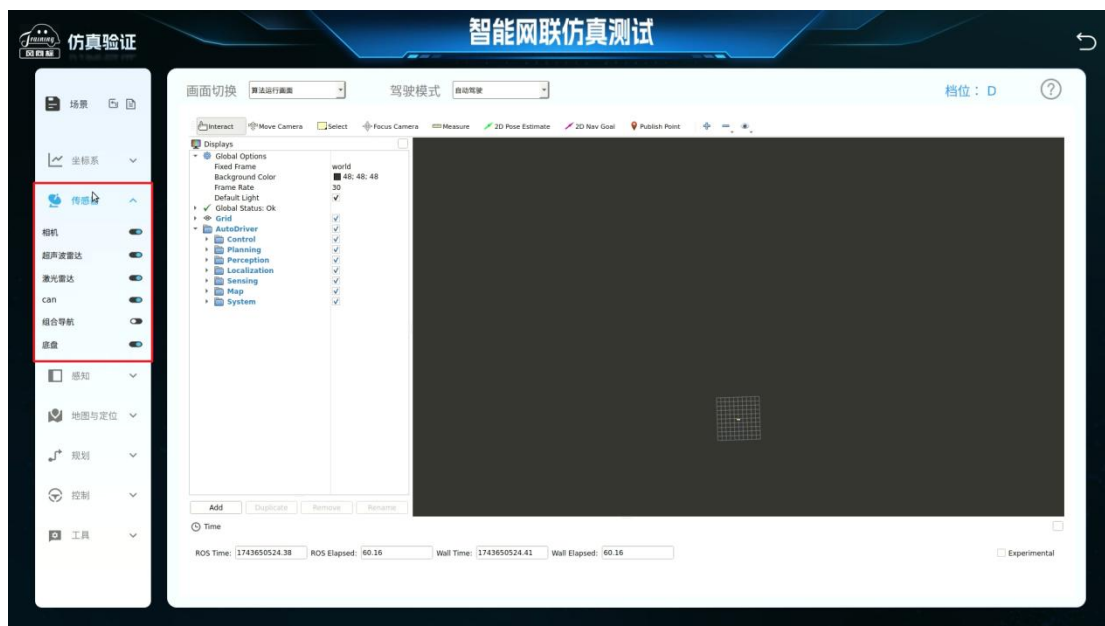 Training
风向标
仿真验证
智能网联仿真测试
场景
坐标系
传感器
相机
超声波雷达
激光雷达
can
组合导航
底盘
感知
地图与定位
规划
控制
工具
画面切换 算法运行画面 驾驶模式 自动驾驶 档位： D
Interact Move Camera Select Focus Camera Measure 2D Pose Estimate 2D Nav Goal Publish Point
Displays
Global Options
Fixed Frame world
Background Color 48; 48; 48
Frame Rate 30
Default Light
Global Status: Ok
Grid
AutoDriver
Control
Planning
Perception
Localization
Sensing
Map
System
Add Duplicate Remove Rename
Time
ROS Time: 1743650524.38 ROS Elapsed: 60.16 Wall Time: 1743650524.41 Wall Elapsed: 60.16 Experimental